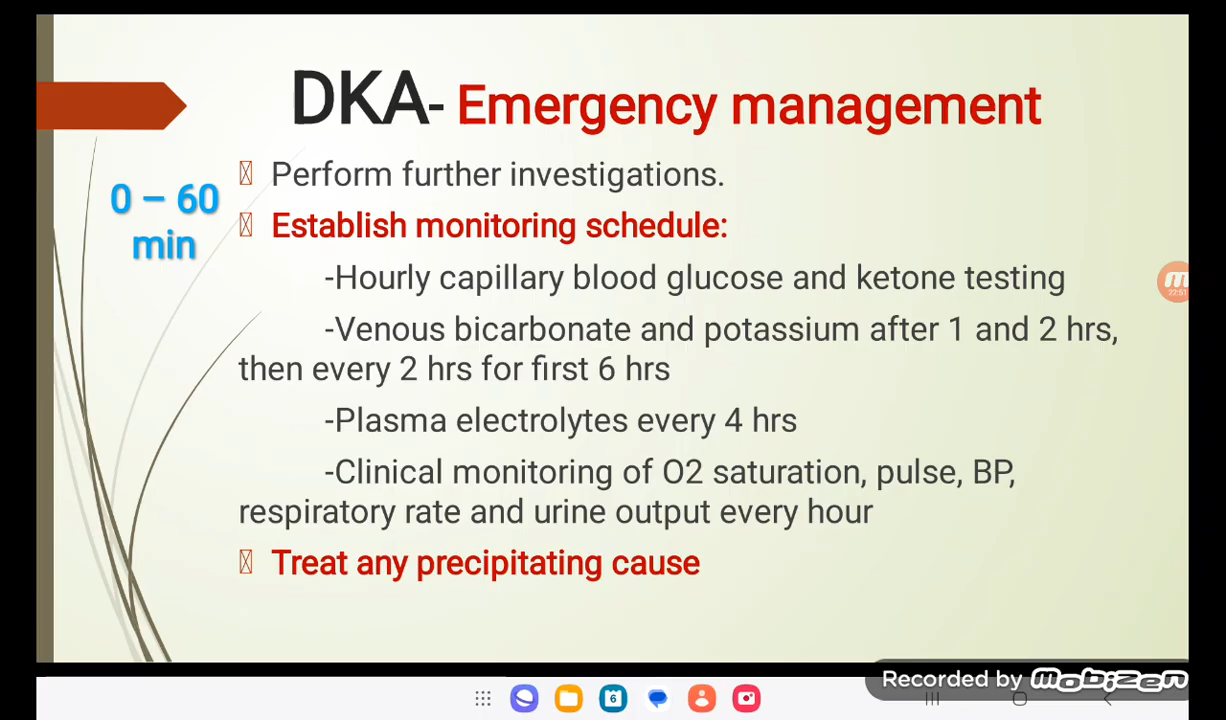 DKA- Emergency management
0 – 60
min
Perform further investigations.
Establish monitoring schedule:
-Hourly capillary blood glucose and ketone testing
-Venous bicarbonate and potassium after 1 and 2 hrs,
then every 2 hrs for first 6 hrs
-Plasma electrolytes every 4 hrs
-Clinical monitoring of O2 saturation, pulse, BP,
respiratory rate and urine output every hour
Treat any precipitating cause
22:51
6
Recorded by mobizen